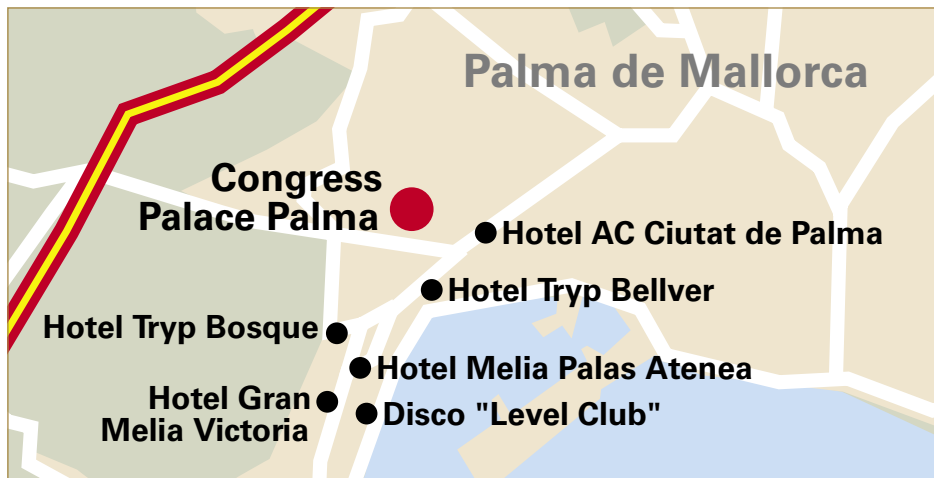 Palma de Mallorca
Congress
Palace Palma
Hotel AC Ciutat de Palma
Hotel Tryp Bellver
Hotel Tryp Bosque
Hotel Melia Palas Atenea
Hotel Gran
Melia Victoria
Disco "Level Club"